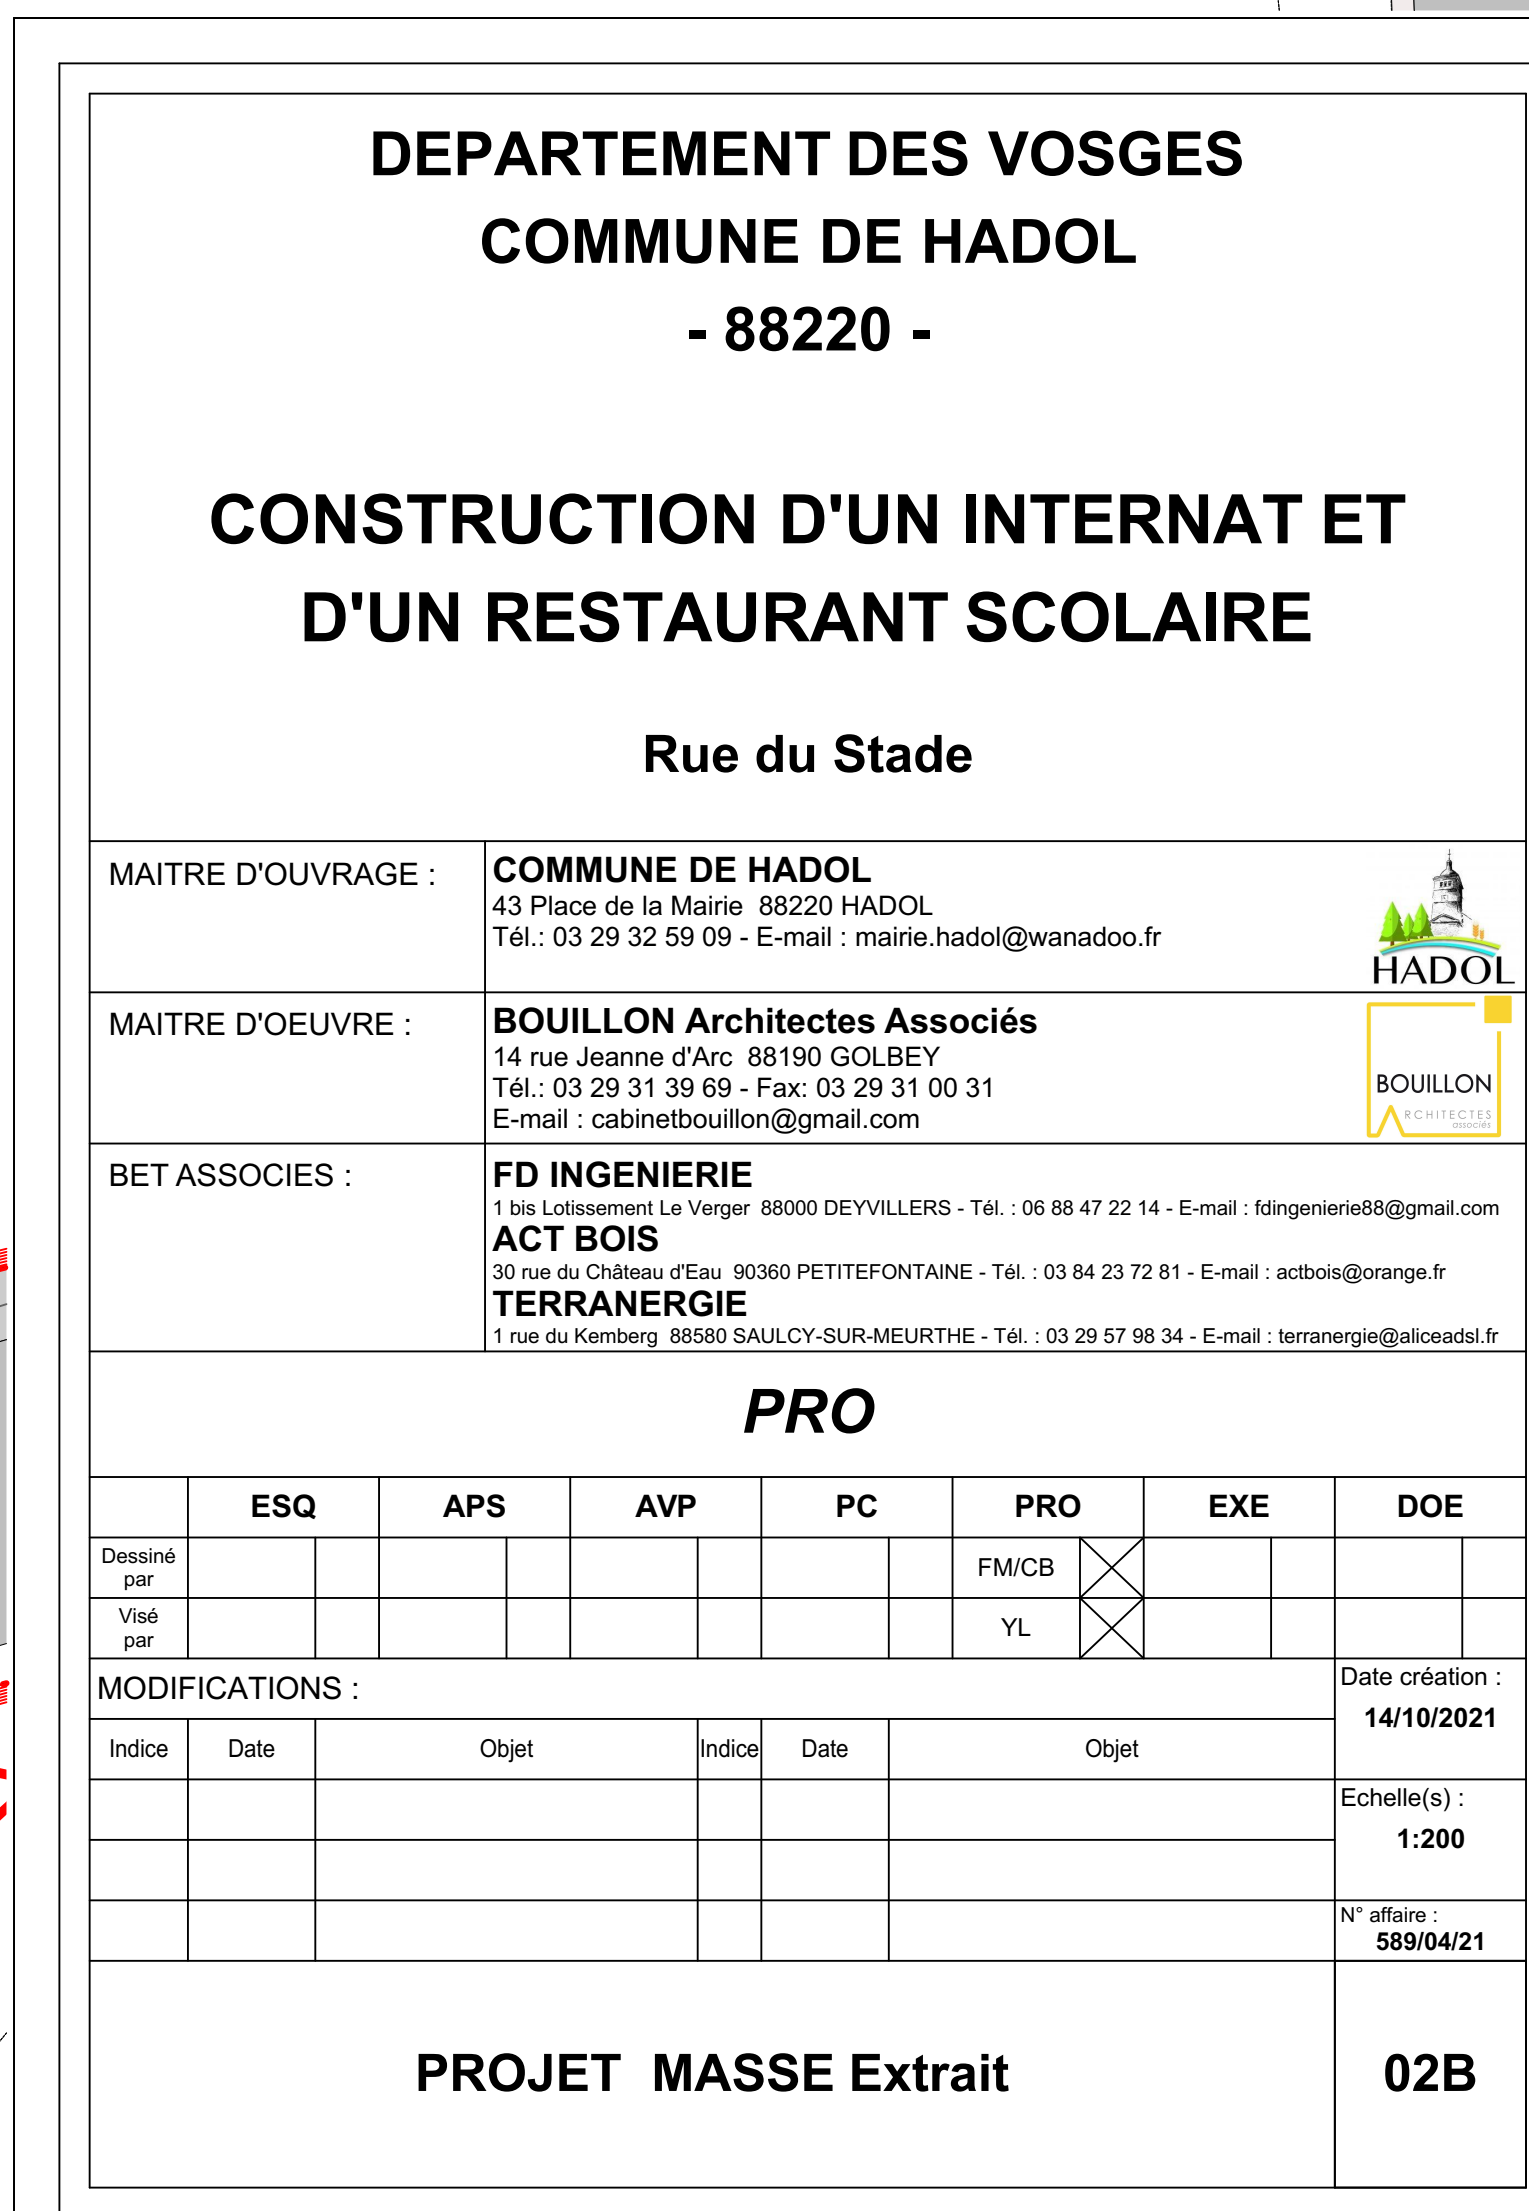 DEPARTEMENT DES VOSGES
COMMUNE DE HADOL
- 88220 -
CONSTRUCTION D'UN INTERNAT ET
D'UN RESTAURANT SCOLAIRE
Rue du Stade
MAITRE D'OUVRAGE :
COMMUNE DE HADOL
43 Place de la Mairie 88220 HADOL
Tél.: 03 29 32 59 09 - E-mail : mairie.hadol@wanadoo.fr
HADOL
MAITRE D'OEUVRE :
BOUILLON Architectes Associés
14 rue Jeanne d'Arc 88190 GOLBEY
Tél.: 03 29 31 39 69 - Fax: 03 29 31 00 31
E-mail : cabinetbouillon@gmail.com
BOUILLON
ARCHITECTES
associés
BET ASSOCIES :
FD INGENIERIE
1 bis Lotissement Le Verger 88000 DEYVILLERS - Tél. : 06 88 47 22 14 - E-mail : fdingenierie88@gmail.com
ACT BOIS
30 rue du Château d'Eau 90360 PETITEFONTAINE - Tél. : 03 84 23 72 81 - E-mail : actbois@orange.fr
TERRANERGIE
1 rue du Kemberg 88580 SAULCY-SUR-MEURTHE - Tél. : 03 29 57 98 34 - E-mail : terranergie@aliceadsl.fr
PRO
ESQ APS AVP PC PRO EXE DOE
Dessiné
par
FM/CB
Visé
par
YL
MODIFICATIONS :
Date création :
14/10/2021
Indice Date Objet Indice Date Objet
Echelle(s) :
1:200
N° affaire :
589/04/21
PROJET MASSE Extrait
02B